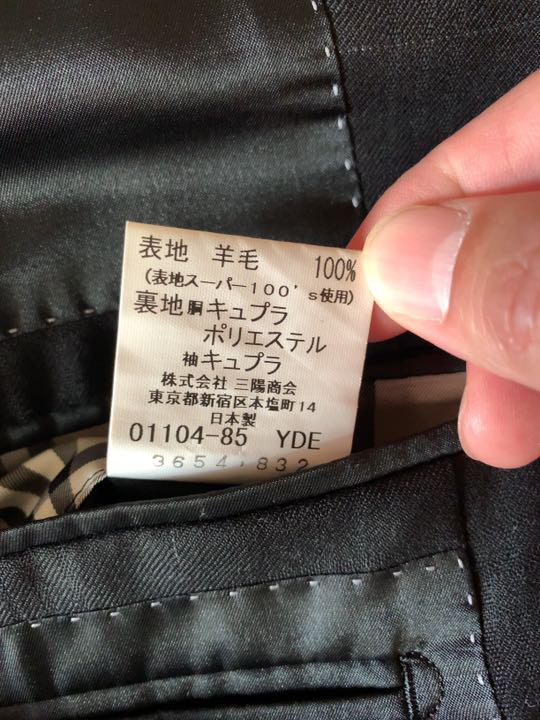 表地 羊毛 100%
(表地スーパー100's使用)
裏地 胴 キュプラ
ポリエステル
袖 キュプラ
株式会社 三陽商会
東京都新宿区本塩町14
日本製
01104-85 YDE
3654,832